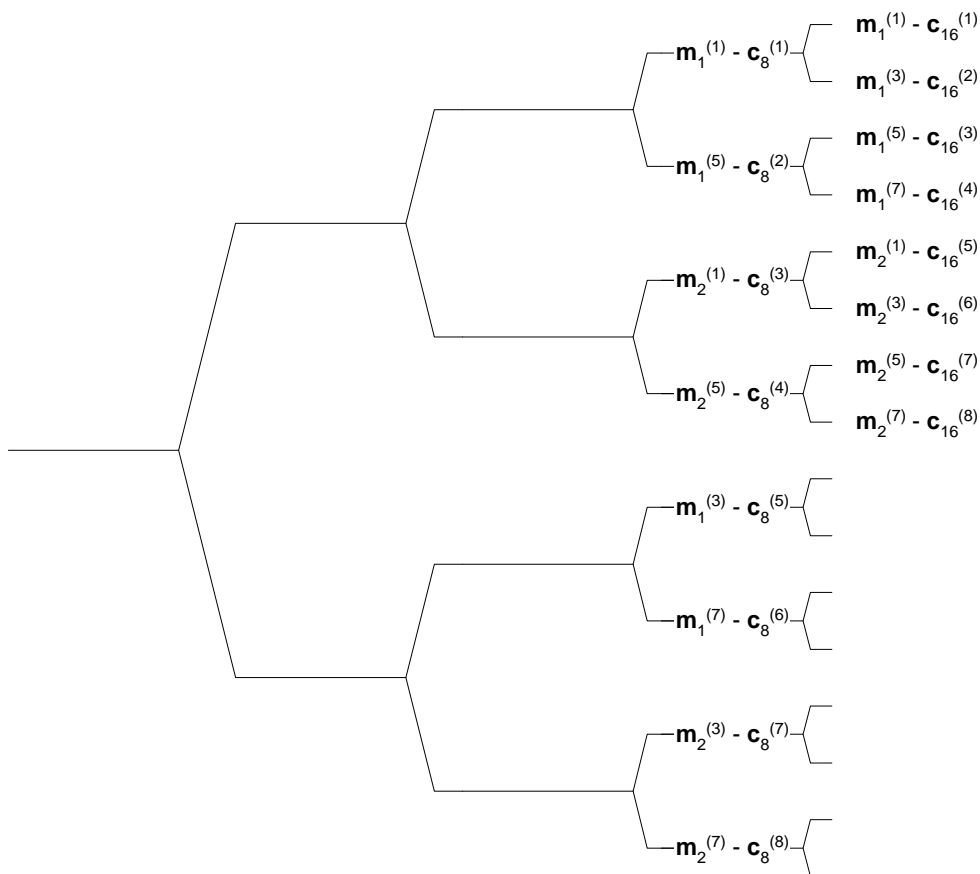 m₁⁽¹⁾ - c₁₆⁽¹⁾
m₁⁽¹⁾ - c₈⁽¹⁾
m₁⁽³⁾ - c₁₆⁽²⁾
m₁⁽⁵⁾ - c₁₆⁽³⁾
m₁⁽⁵⁾ - c₈⁽²⁾
m₁⁽⁷⁾ - c₁₆⁽⁴⁾
m₂⁽¹⁾ - c₁₆⁽⁵⁾
m₂⁽¹⁾ - c₈⁽³⁾
m₂⁽³⁾ - c₁₆⁽⁶⁾
m₂⁽⁵⁾ - c₁₆⁽⁷⁾
m₂⁽⁵⁾ - c₈⁽⁴⁾
m₂⁽⁷⁾ - c₁₆⁽⁸⁾
m₁⁽³⁾ - c₈⁽⁵⁾
m₁⁽⁷⁾ - c₈⁽⁶⁾
m₂⁽³⁾ - c₈⁽⁷⁾
m₂⁽⁷⁾ - c₈⁽⁸⁾